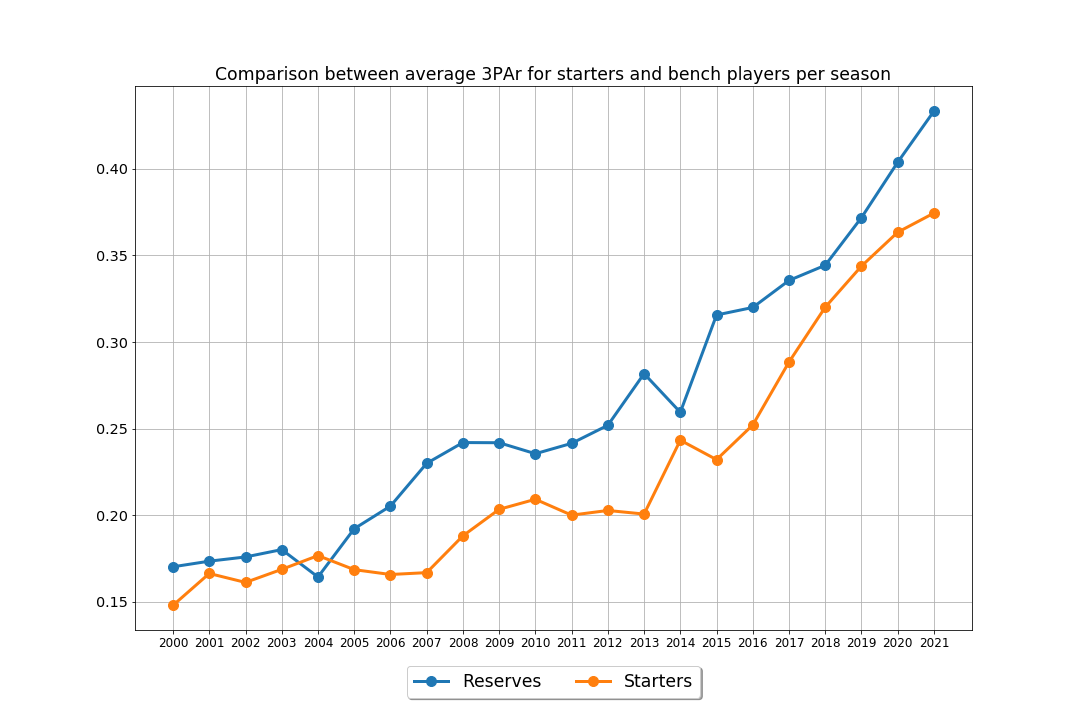 Comparison between average 3PAr for starters and bench players per season
0.40
0.35
0.30
0.25
0.20
0.15
2000 2001 2002 2003 2004 2005 2006 2007 2008 2009 2010 2011 2012 2013 2014 2015 2016 2017 2018 2019 2020 2021
Reserves Starters